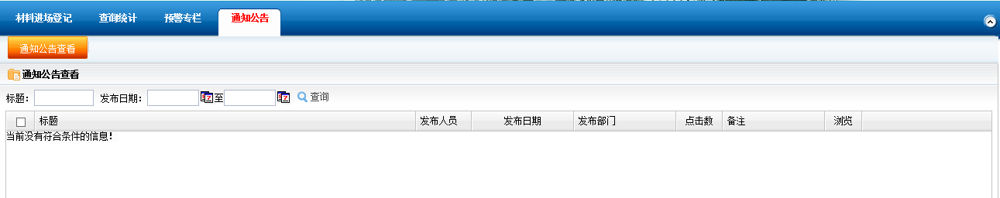 材料进场登记 查询统计 预警专栏 通知公告
通知公告查看
通知公告查看
标题： 发布日期： 至 查询
标题 发布人员 发布日期 发布部门 点击数 备注 浏览
当前没有符合条件的信息！